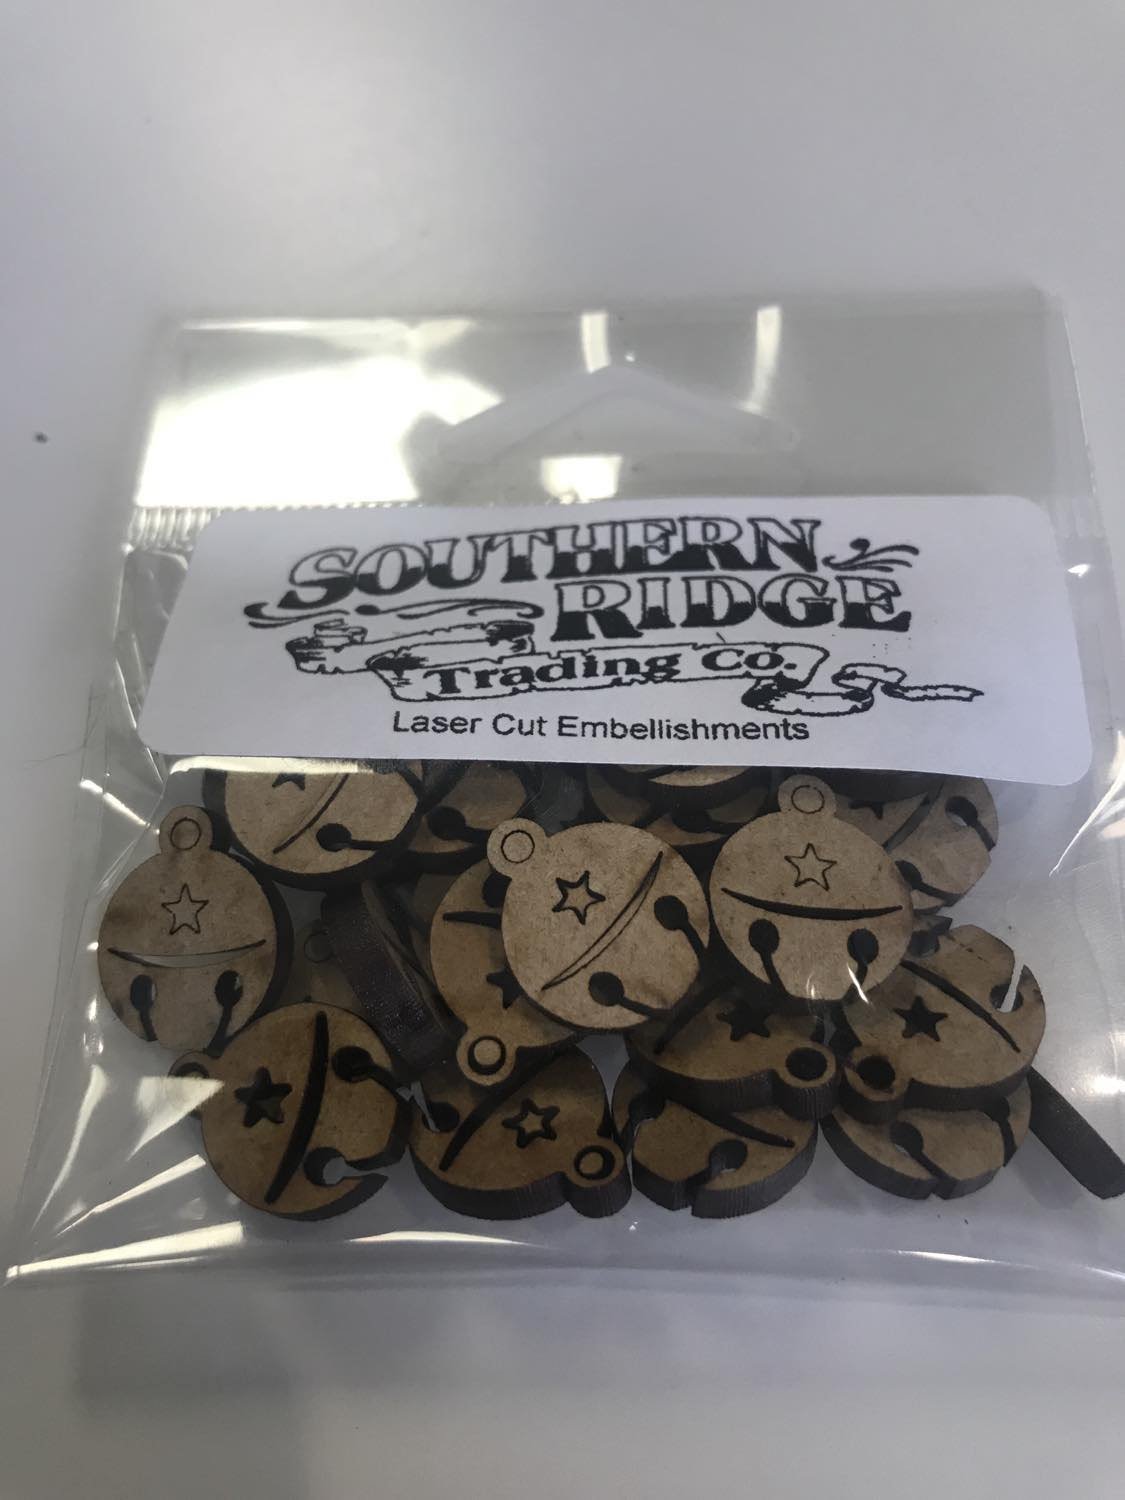 SOUTHERN
RIDGE
Trading Co.
Laser Cut Embellishments